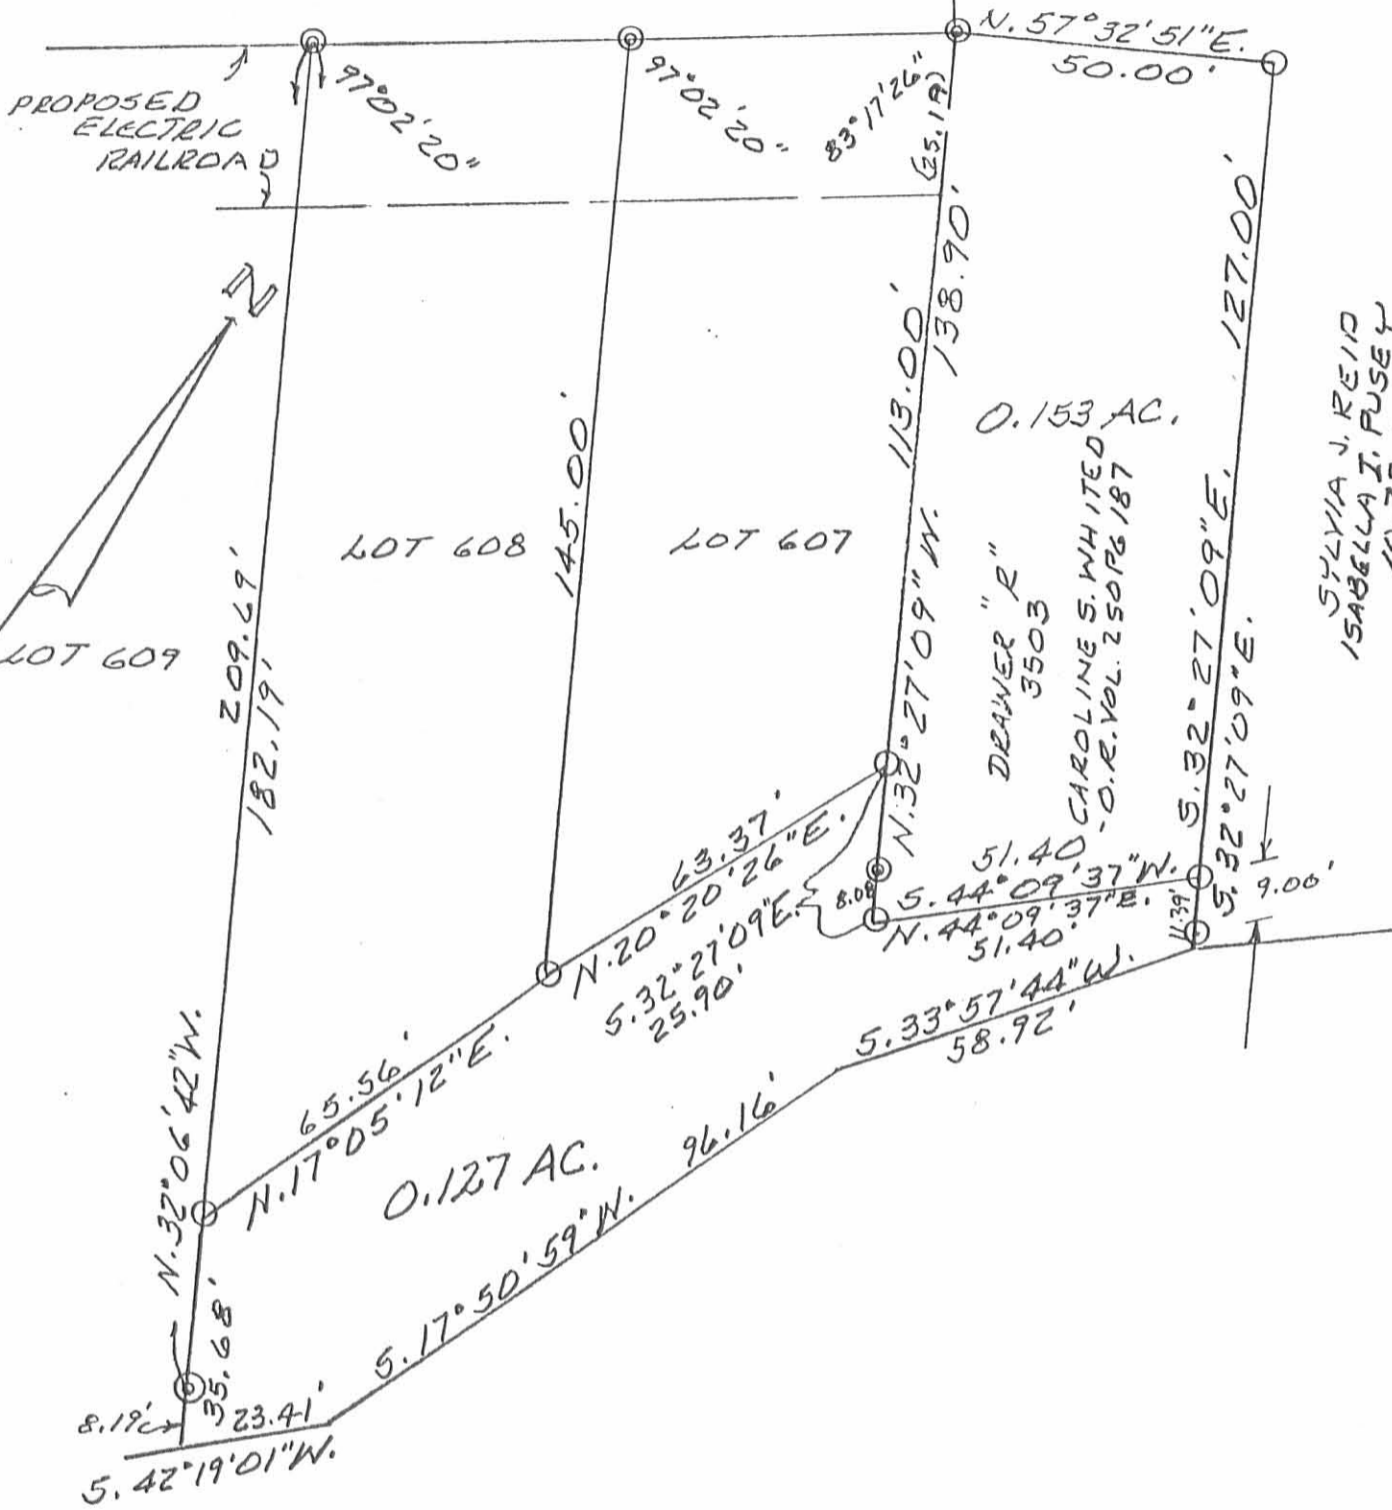 N. 57°32'51"E.
50.00'
PROPOSED
ELECTRIC
RAILROAD
97°02'20"
97°02'20"
83°17'26"
(25.19)
N
138.90'
113.00'
N.32°27'09"W.
127.00'
S.32°27'09"E.
S.32°27'09"E.
0.153 AC.
SYLVIA J. REID
ISABELLA I. PUSEY
LOT 609
LOT 608
LOT 607
209.69'
182.19'
145.00'
DRAWER "R"
3503
CAROLINE S. WHITED
O.R. VOL. 250 PG 187
63.37'
N.20°20'26"E.
S.32°27'09"E.
25.90'
8.08
51.40
S.44°09'37"W.
N.44°09'37"E.
51.40'
11.39'
9.00'
S.33°57'44"W.
58.92'
65.56'
N.17°05'12"E.
N.32°06'42"W.
0.127 AC.
96.16'
S.17°50'59"W.
35.68'
8.19'
23.41'
S.42°19'01"W.